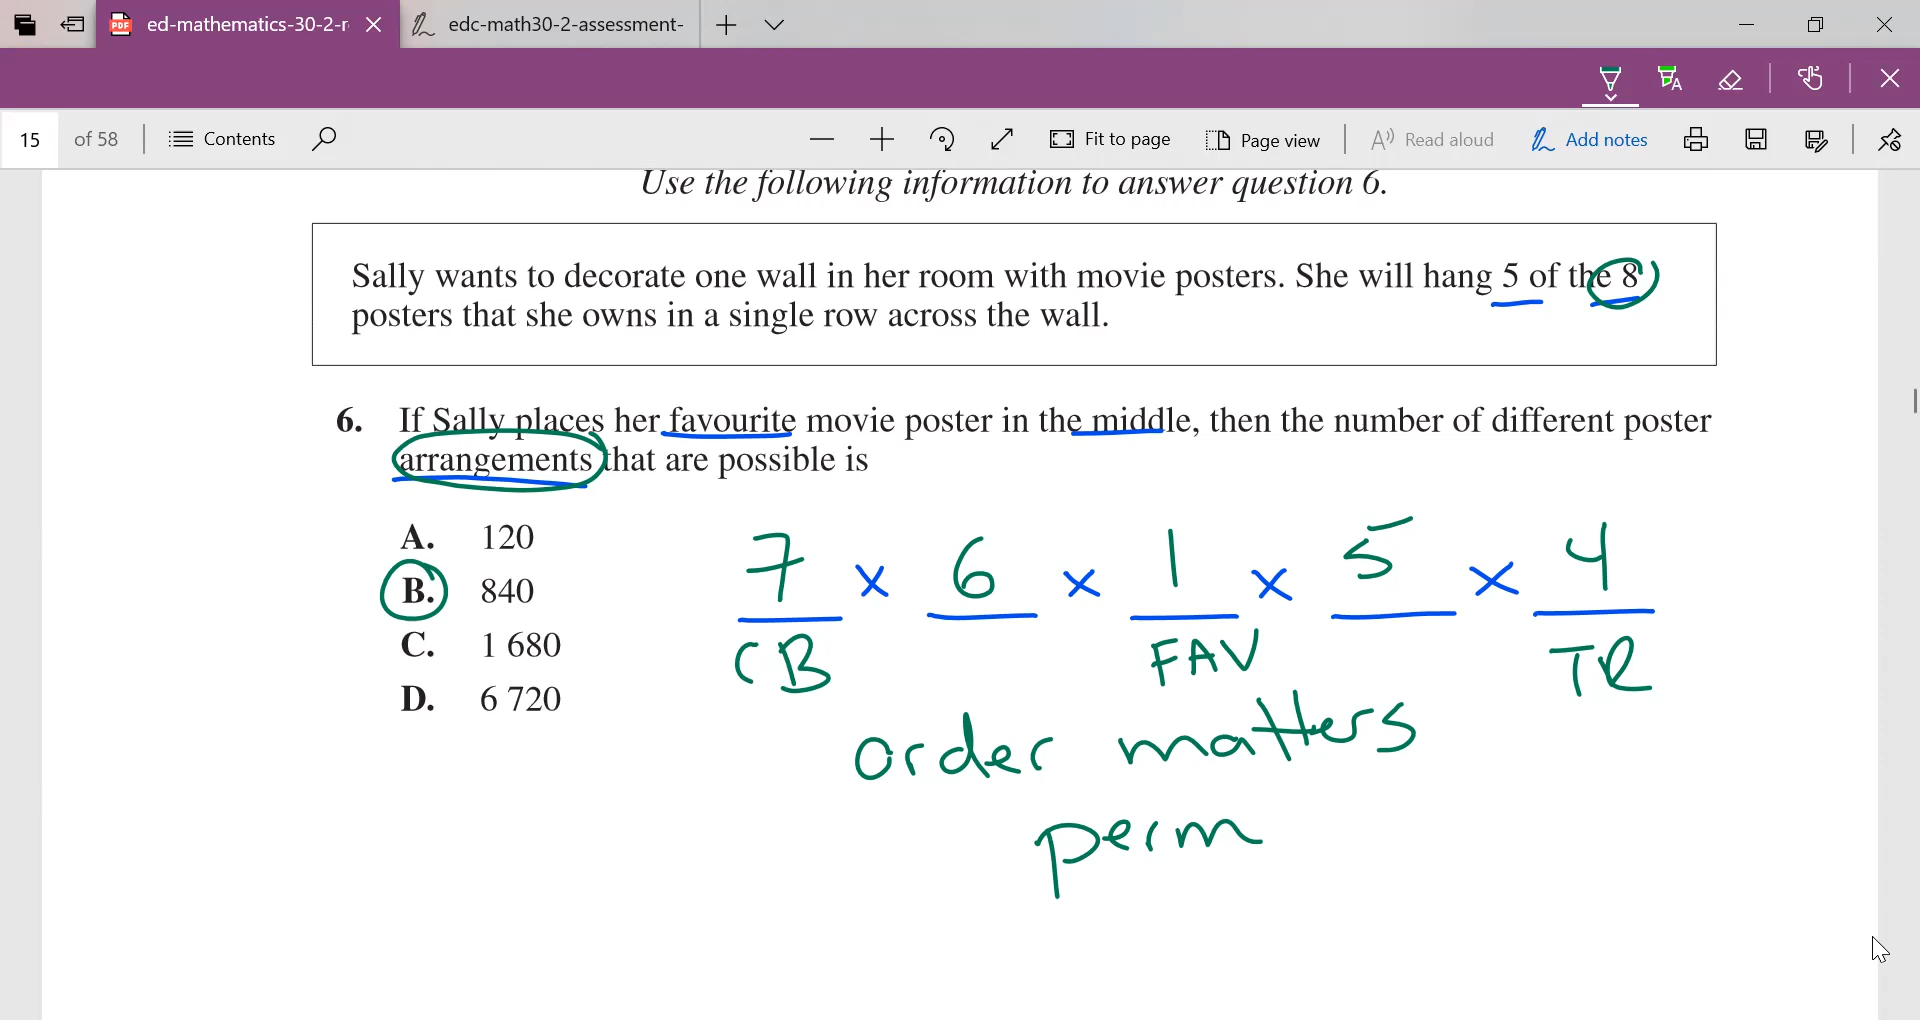 ed-mathematics-30-2-r
edc-math30-2-assessment-
15 of 58 Contents Fit to page Page view Read aloud Add notes
Use the following information to answer question 6.
Sally wants to decorate one wall in her room with movie posters. She will hang 5 of the 8
posters that she owns in a single row across the wall.
6. If Sally places her favourite movie poster in the middle, then the number of different poster
arrangements that are possible is
A. 120
B. 840
C. 1 680
D. 6 720
7 x 6 x 1 x 5 x 4
CB FAV TR
order matters
perm